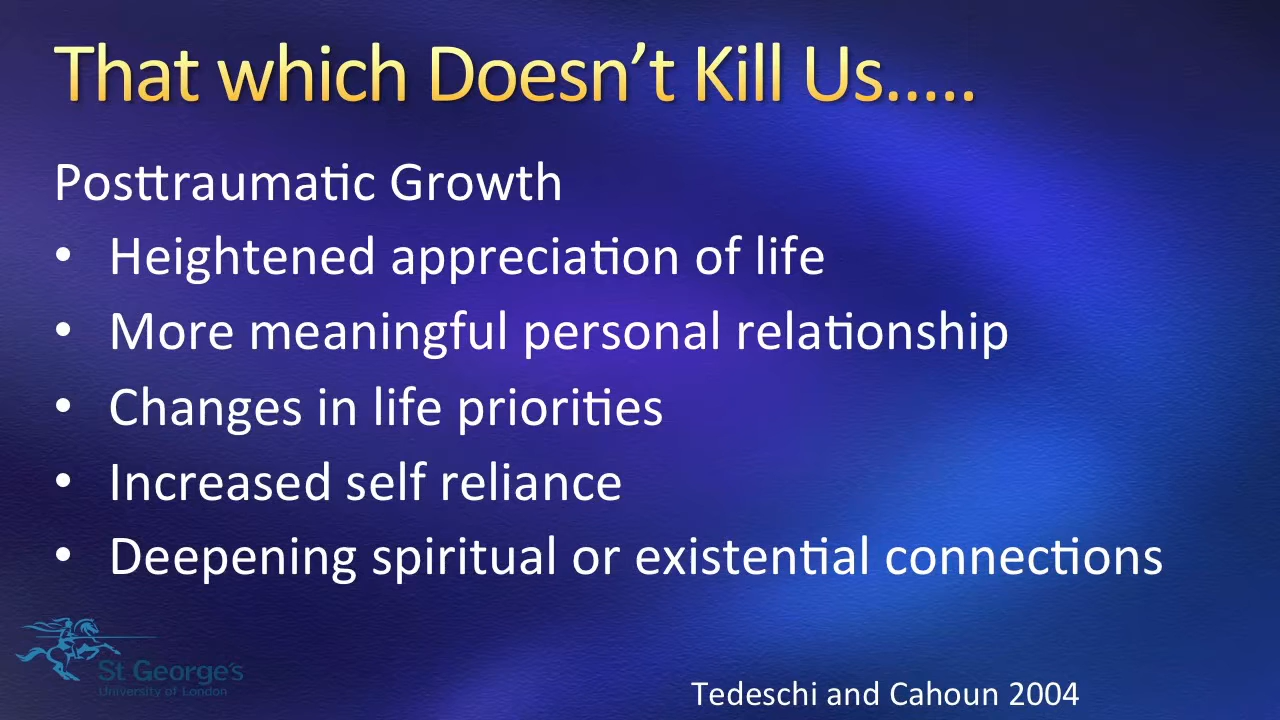 That which Doesn’t Kill Us.....
Posttraumatic Growth
• Heightened appreciation of life
• More meaningful personal relationship
• Changes in life priorities
• Increased self reliance
• Deepening spiritual or existential connections
St George's
University of London
Tedeschi and Cahoun 2004